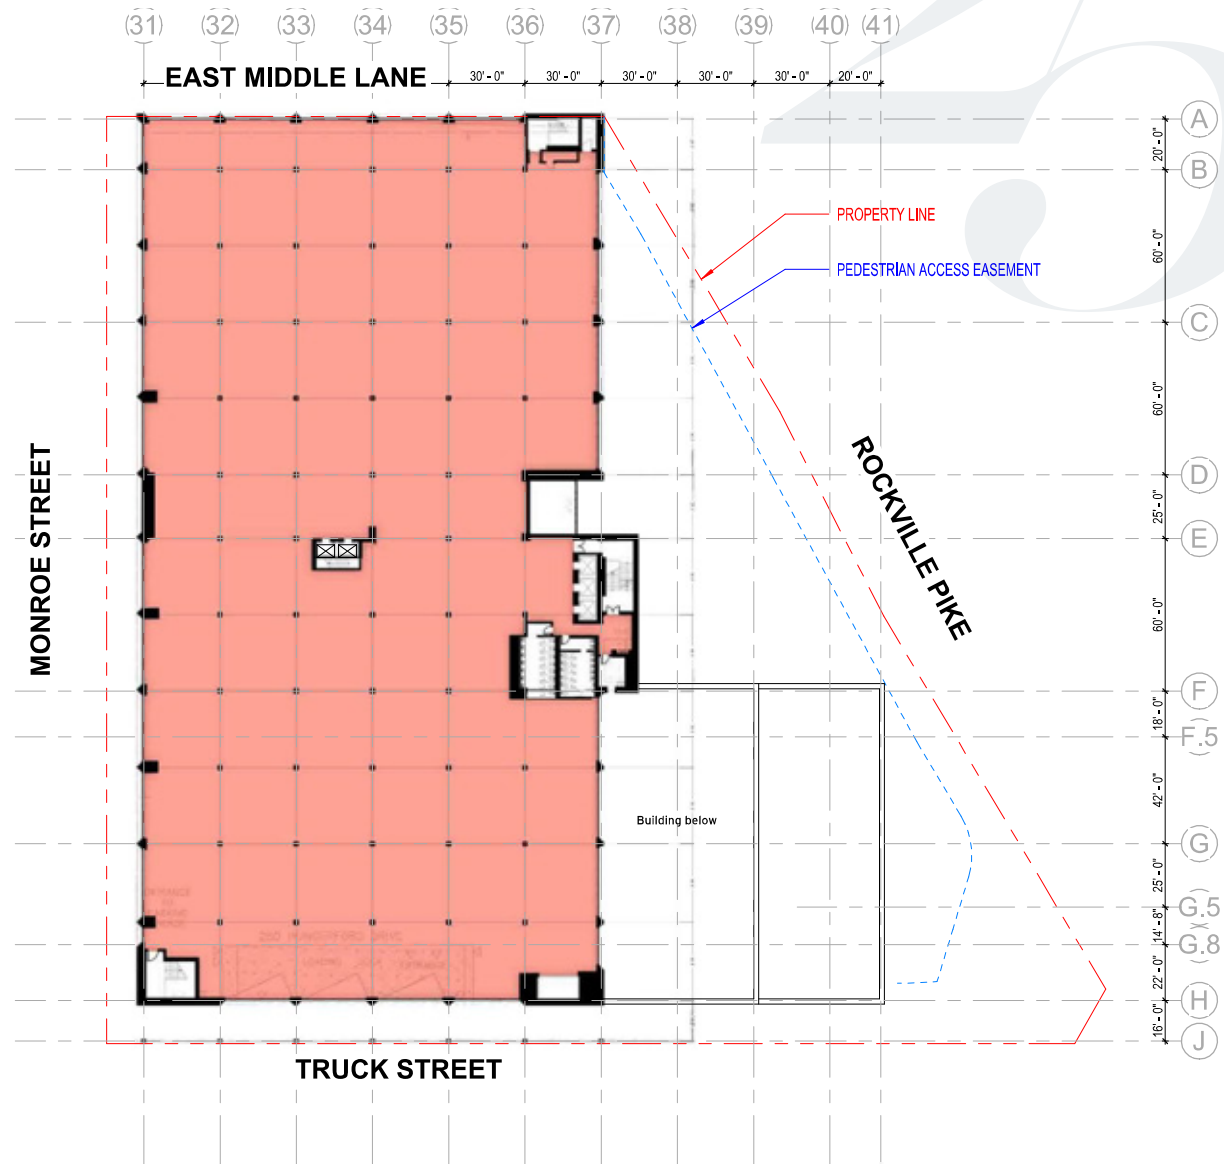 (31) (32) (33) (34) (35) (36) (37) (38) (39) (40) (41)
EAST MIDDLE LANE 30' - 0" 30' - 0" 30' - 0" 30' - 0" 30' - 0" 20' - 0"
A
20' - 0"
B
PROPERTY LINE
60' - 0"
PEDESTRIAN ACCESS EASEMENT
C
60' - 0"
D
MONROE STREET
ROCKVILLE PIKE
25' - 0"
E
60' - 0"
F
18' - 0"
F.5
42' - 0"
Building below
G
25' - 0"
G.5
14' - 8"
G.8
22' - 0"
H
16' - 0"
J
TRUCK STREET